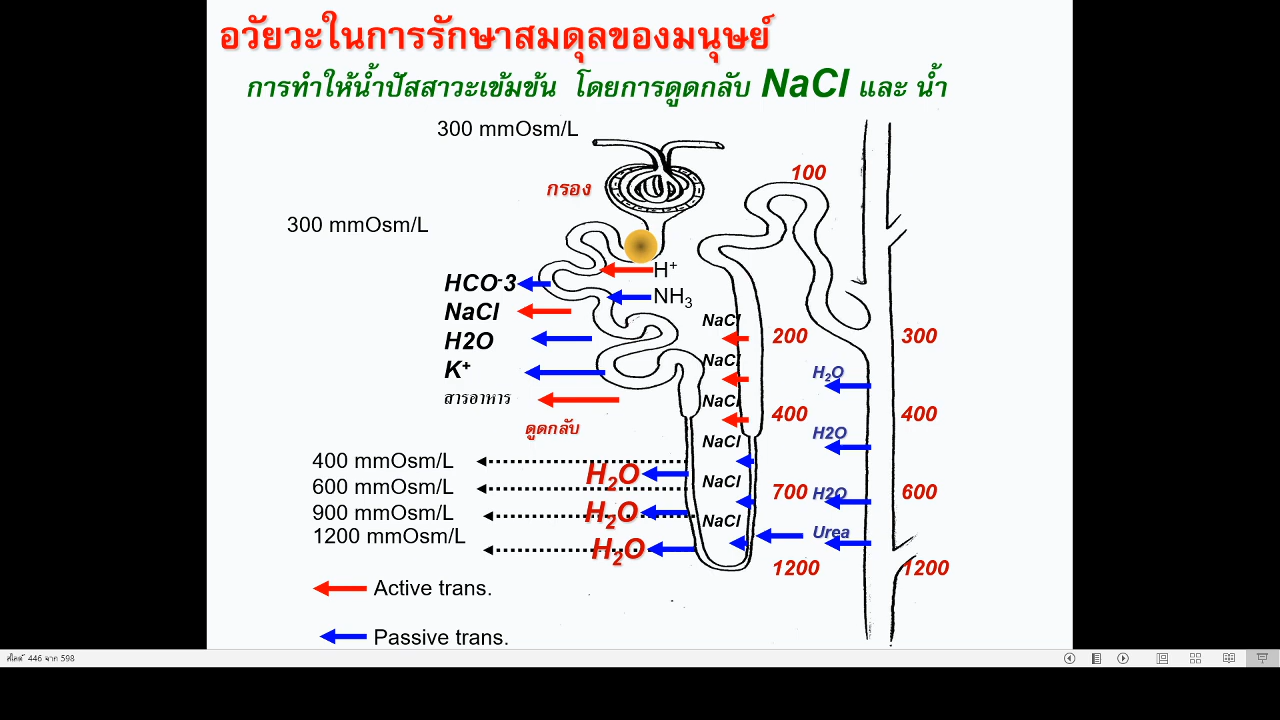 อวัยวะในการรักษาสมดุลของมนุษย์
การทำให้น้ำปัสสาวะเข้มข้น โดยการดูดกลับ NaCl และ น้ำ
300 mmOsm/L
100
กรอง
300 mmOsm/L
H+
HCO-3
NH3
NaCl
NaCl
200
300
H2O
NaCl
K+
H2O
สารอาหาร
NaCl
400
400
ดูดกลับ
H2O
NaCl
400 mmOsm/L
H2O
NaCl
600 mmOsm/L
700
H2O
600
900 mmOsm/L
H2O
NaCl
1200 mmOsm/L
Urea
H2O
1200
1200
Active trans.
Passive trans.
สไลด์ 446 จาก 598